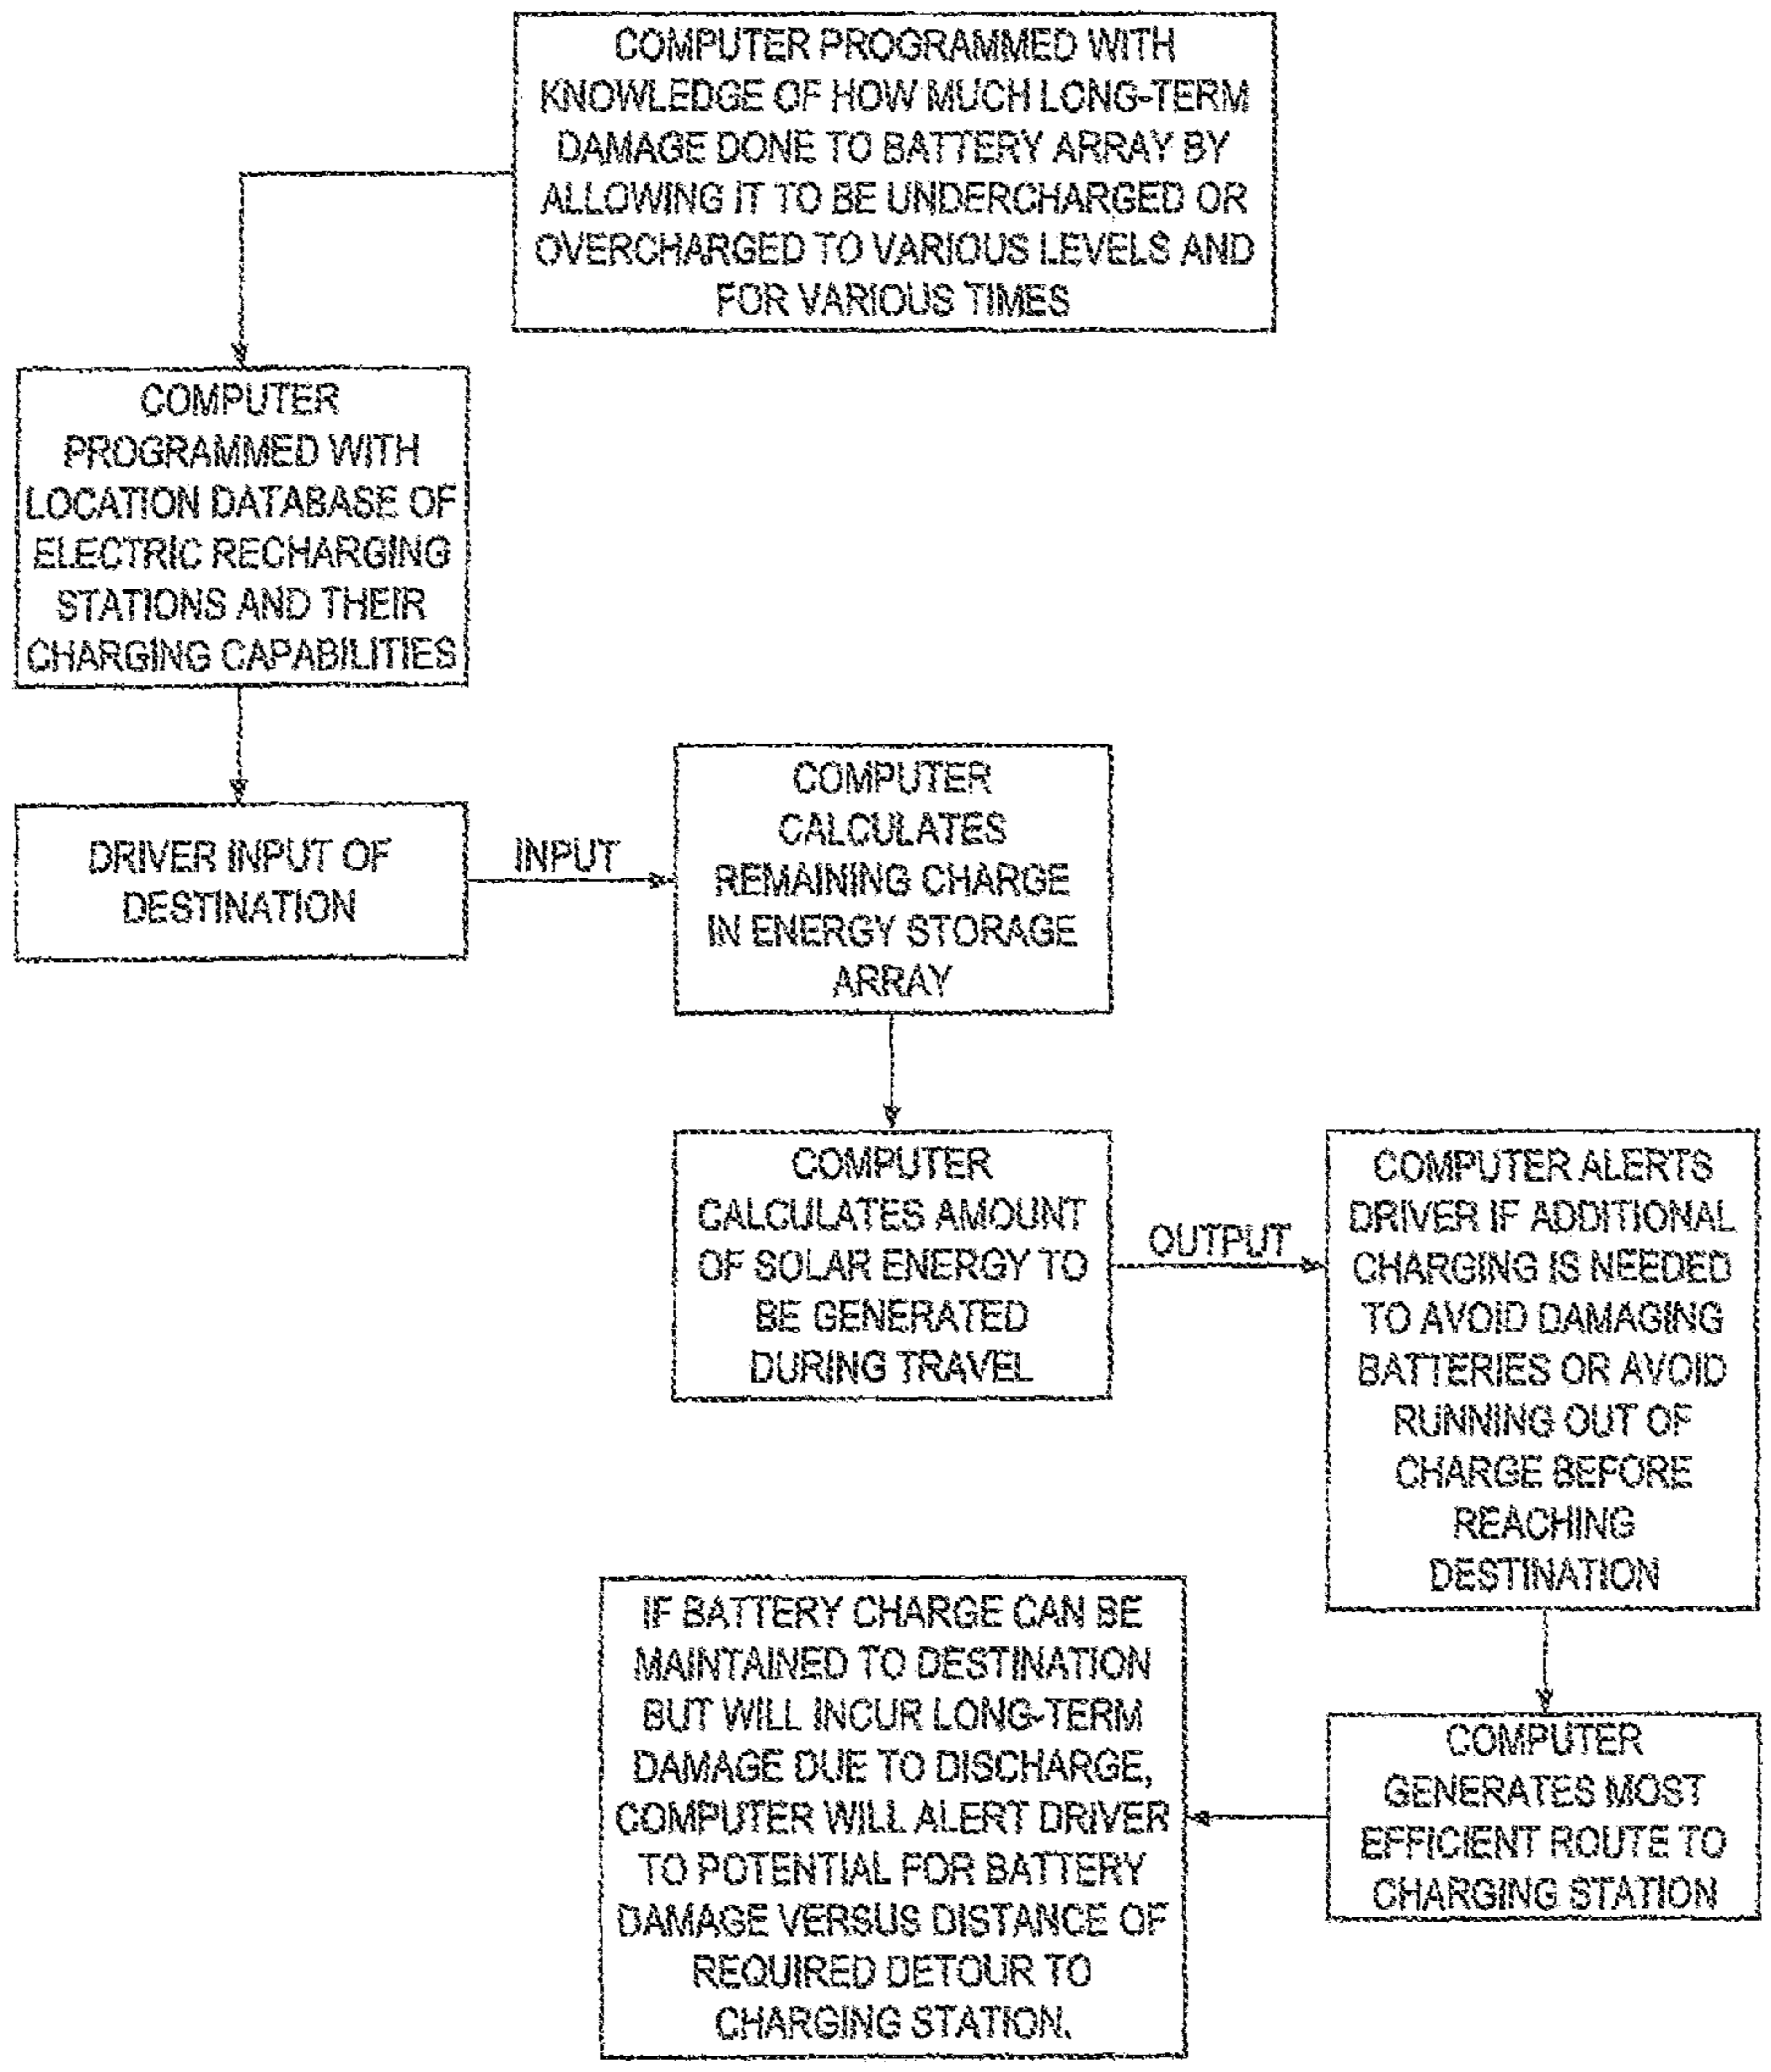 COMPUTER PROGRAMMED WITH
KNOWLEDGE OF HOW MUCH LONG-TERM
DAMAGE DONE TO BATTERY ARRAY BY
ALLOWING IT TO BE UNDERCHARGED OR
OVERCHARGED TO VARIOUS LEVELS AND
FOR VARIOUS TIMES
COMPUTER
PROGRAMMED WITH
LOCATION DATABASE OF
ELECTRIC RECHARGING
STATIONS AND THEIR
CHARGING CAPABILITIES
DRIVER INPUT OF
DESTINATION
INPUT
COMPUTER
CALCULATES
REMAINING CHARGE
IN ENERGY STORAGE
ARRAY
COMPUTER
CALCULATES AMOUNT
OF SOLAR ENERGY TO
BE GENERATED
DURING TRAVEL
OUTPUT
COMPUTER ALERTS
DRIVER IF ADDITIONAL
CHARGING IS NEEDED
TO AVOID DAMAGING
BATTERIES OR AVOID
RUNNING OUT OF
CHARGE BEFORE
REACHING
DESTINATION
COMPUTER
GENERATES MOST
EFFICIENT ROUTE TO
CHARGING STATION
IF BATTERY CHARGE CAN BE
MAINTAINED TO DESTINATION
BUT WILL INCUR LONG-TERM
DAMAGE DUE TO DISCHARGE,
COMPUTER WILL ALERT DRIVER
TO POTENTIAL FOR BATTERY
DAMAGE VERSUS DISTANCE OF
REQUIRED DETOUR TO
CHARGING STATION.